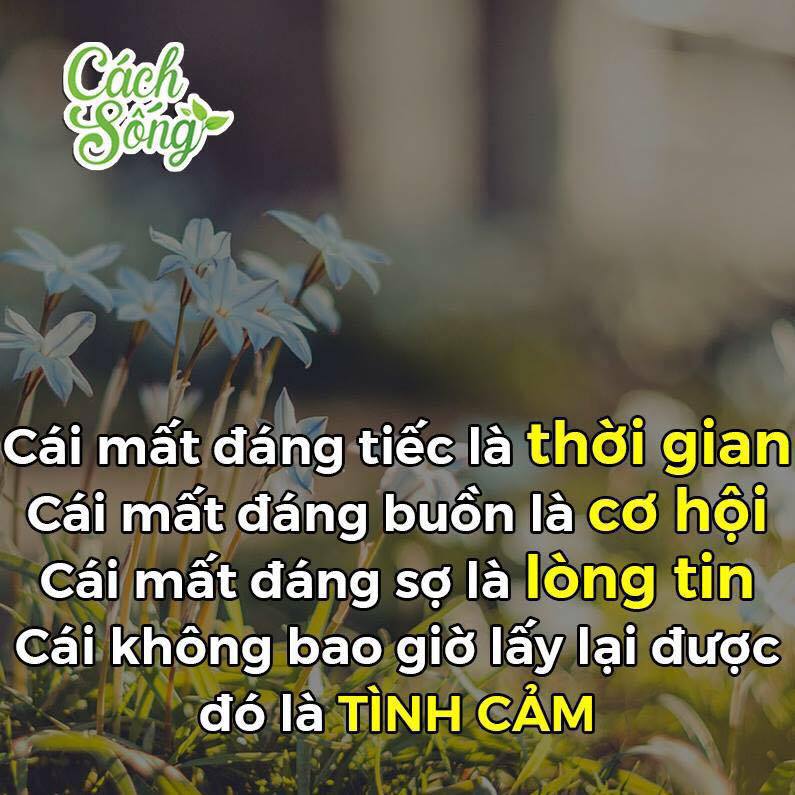 Cách
Sống
Cái mất đáng tiếc là thời gian
Cái mất đáng buồn là cơ hội
Cái mất đáng sợ là lòng tin
Cái không bao giờ lấy lại được
đó là TÌNH CẢM